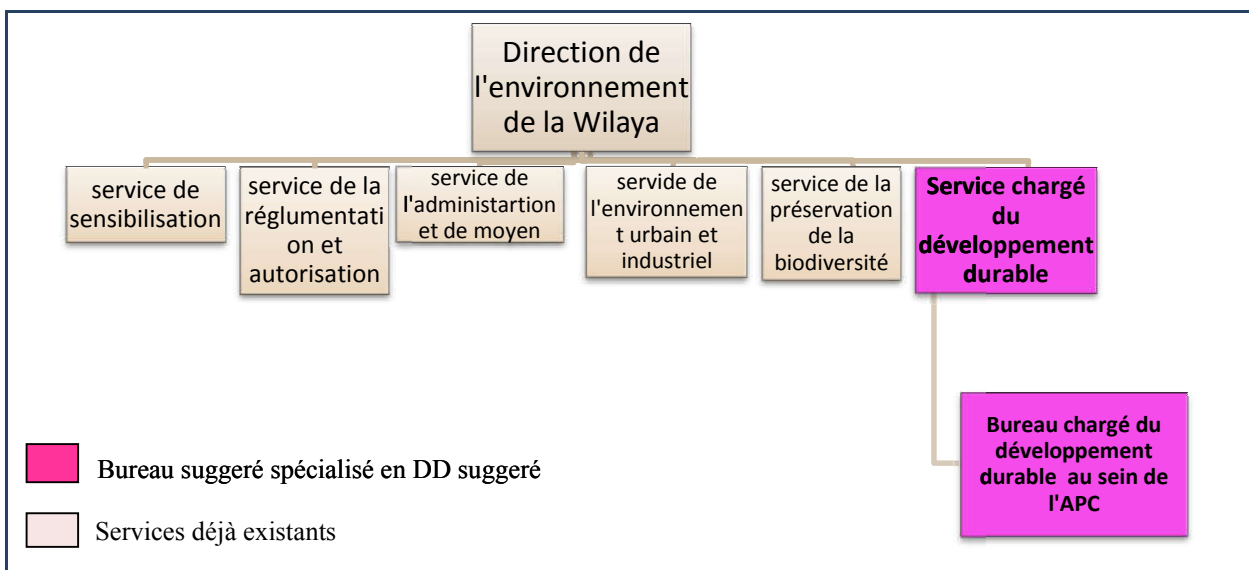 Direction de
l'environnement
de la Wilaya
service de
sensibilisation
service de la
réglumentati
on et
autorisation
service de
l'administartion
et de moyen
servide de
l'environnemen
t urbain et
industriel
service de la
préservation
de la
biodiversité
Service chargé
du
développement
durable
Bureau chargé du
développement
durable au sein de
l'APC
Bureau suggeré spécialisé en DD suggeré
Services déjà existants